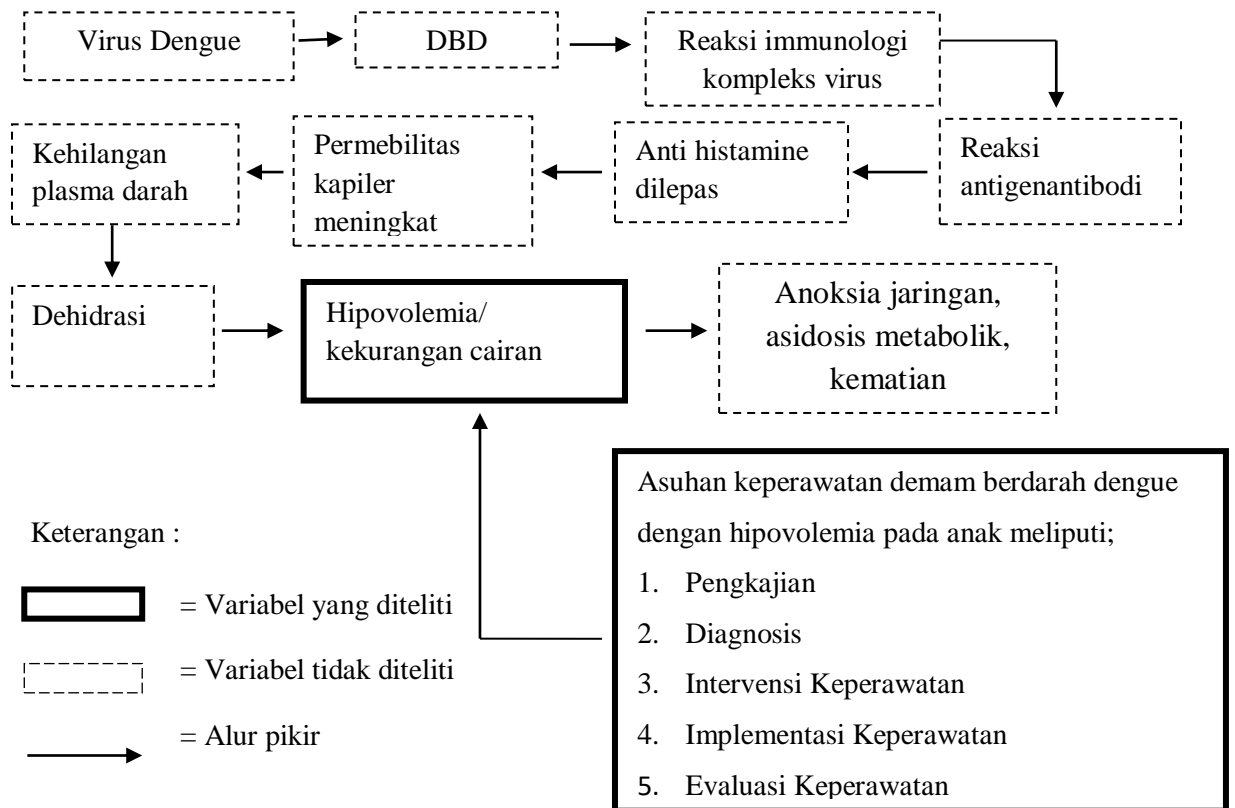 Virus Dengue
DBD
Reaksi immunologi
kompleks virus
Reaksi
antigenantibodi
Anti histamine
dilepas
Permebilitas
kapiler
meningkat
Kehilangan
plasma darah
Dehidrasi
Hipovolemia/
kekurangan cairan
Anoksia jaringan,
asidosis metabolik,
kematian
Asuhan keperawatan demam berdarah dengue
dengan hipovolemia pada anak meliputi;
1. Pengkajian
2. Diagnosis
3. Intervensi Keperawatan
4. Implementasi Keperawatan
5. Evaluasi Keperawatan
Keterangan :
= Variabel yang diteliti
= Variabel tidak diteliti
= Alur pikir